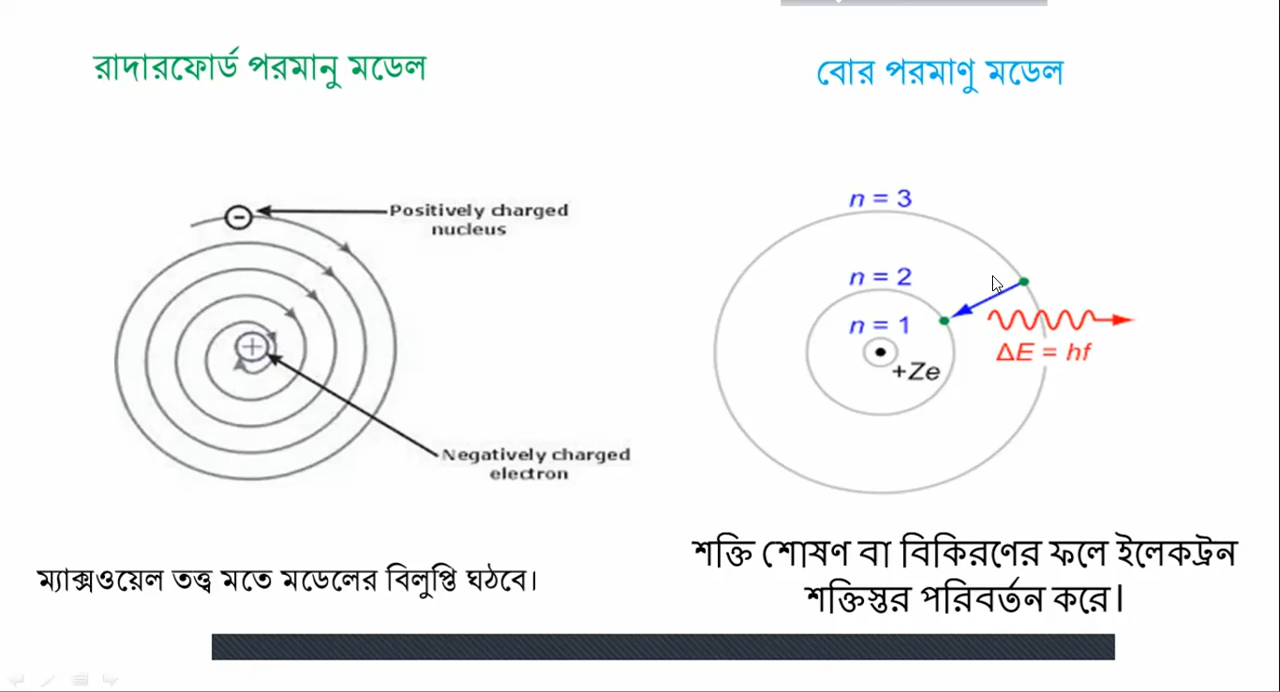 রাদারফোর্ড পরমানু মডেল
Positively charged
nucleus
−
+
Negatively charged
electron
ম্যাক্সওয়েল তত্ত্ব মতে মডেলের বিলুপ্তি ঘঠবে।
বোর পরমাণু মডেল
n = 3
n = 2
n = 1
+Ze
ΔE = hf
শক্তি শোষণ বা বিকিরণের ফলে ইলেকট্রন
শক্তিস্তর পরিবর্তন করে।